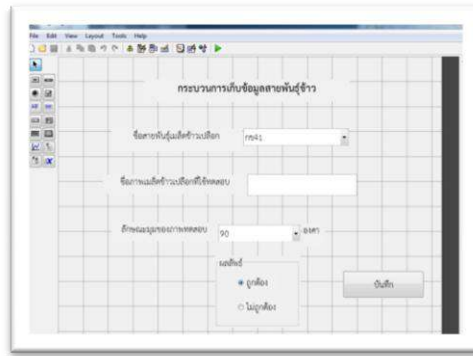 File Edit View Layout Tools Help
กระบวนการเก็บข้อมูลสายพันธุ์ข้าว
ชื่อสายพันธุ์เมล็ดข้าวเปลือก กข41
ชื่อภาพเมล็ดข้าวเปลือกที่ใช้ทดสอบ
ลักษณะมุมของภาพทดสอบ 90 องศา
ผลลัพธ์
ถูกต้อง
บันทึก
ไม่ถูกต้อง